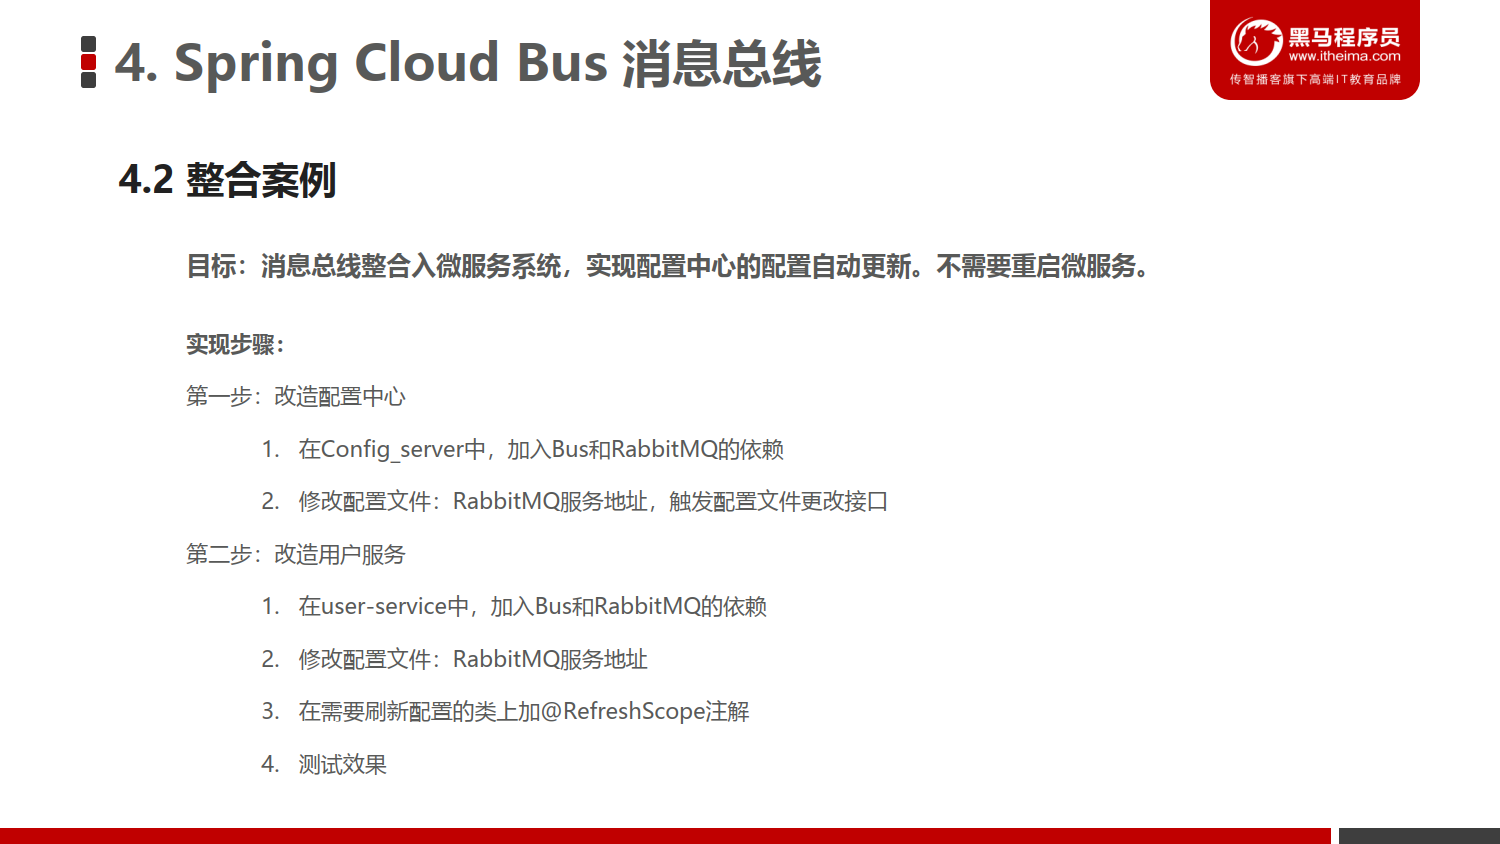 4. Spring Cloud Bus 消息总线
黑马程序员
www.itheima.com
传智播客旗下高端IT教育品牌
4.2 整合案例
目标：消息总线整合入微服务系统，实现配置中心的配置自动更新。不需要重启微服务。
实现步骤：
第一步：改造配置中心
1. 在Config_server中，加入Bus和RabbitMQ的依赖
2. 修改配置文件：RabbitMQ服务地址，触发配置文件更改接口
第二步：改造用户服务
1. 在user-service中，加入Bus和RabbitMQ的依赖
2. 修改配置文件：RabbitMQ服务地址
3. 在需要刷新配置的类上加@RefreshScope注解
4. 测试效果